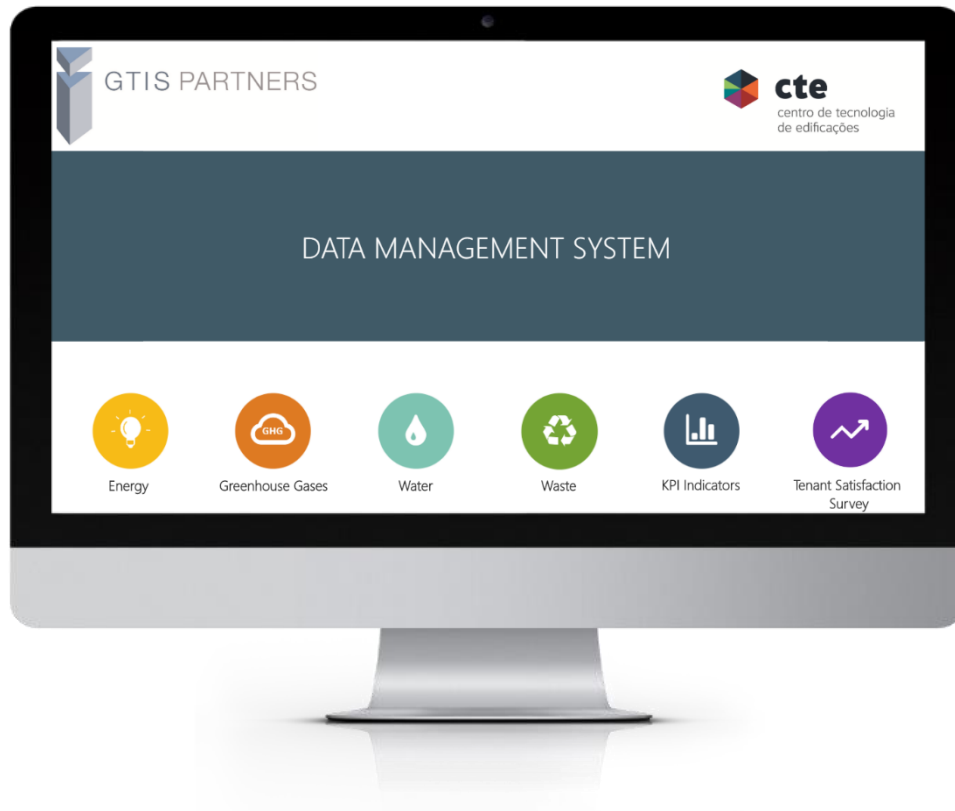 GTIS PARTNERS
cte
centro de tecnologia
de edificações
DATA MANAGEMENT SYSTEM
GHG
Energy
Greenhouse Gases
Water
Waste
KPI Indicators
Tenant Satisfaction
Survey